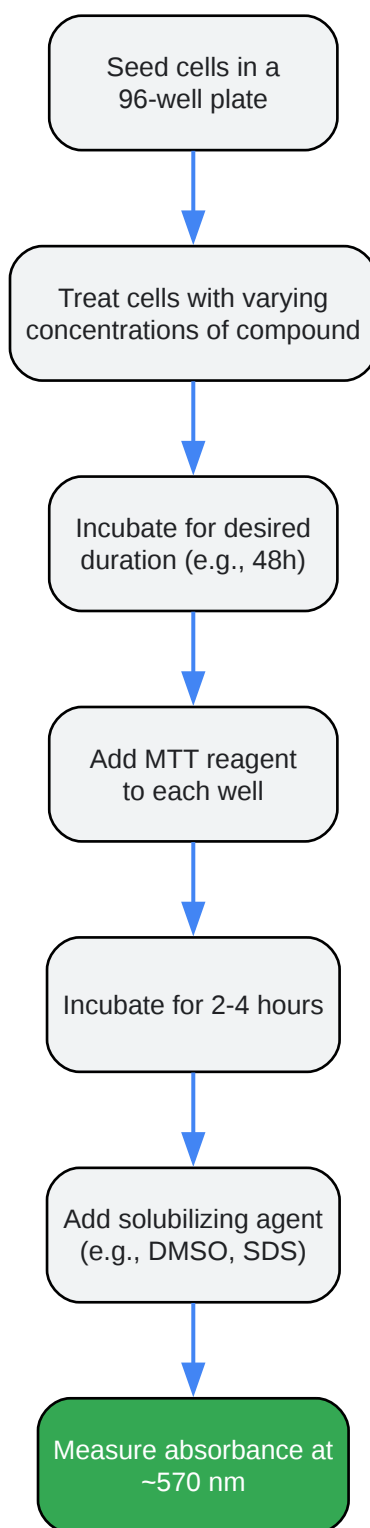 Seed cells in a
96-well plate
Treat cells with varying
concentrations of compound
Incubate for desired
duration (e.g., 48h)
Add MTT reagent
to each well
Incubate for 2-4 hours
Add solubilizing agent
(e.g., DMSO, SDS)
Measure absorbance at
~570 nm